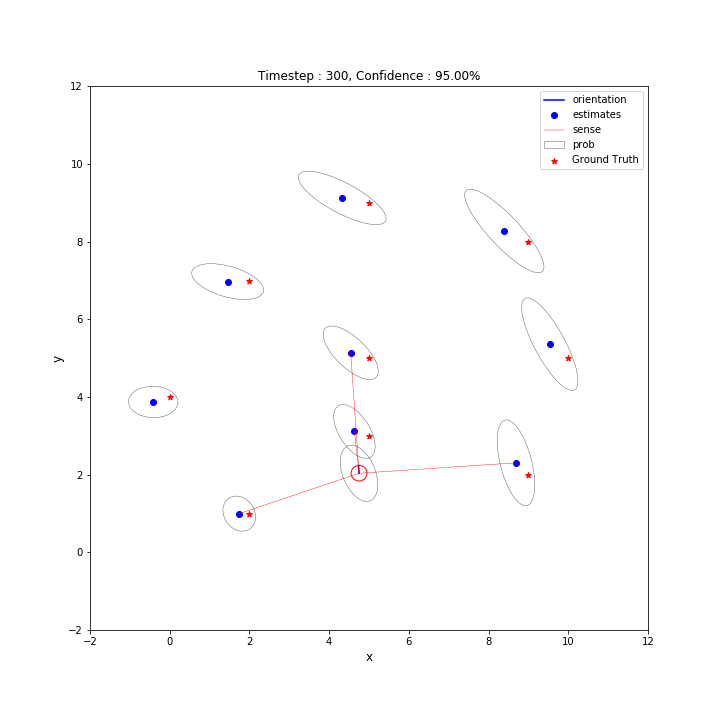 Timestep : 300, Confidence : 95.00%
orientation
estimates
sense
prob
Ground Truth
12
10
8
6
4
2
0
−2
y
−2 0 2 4 6 8 10 12
x